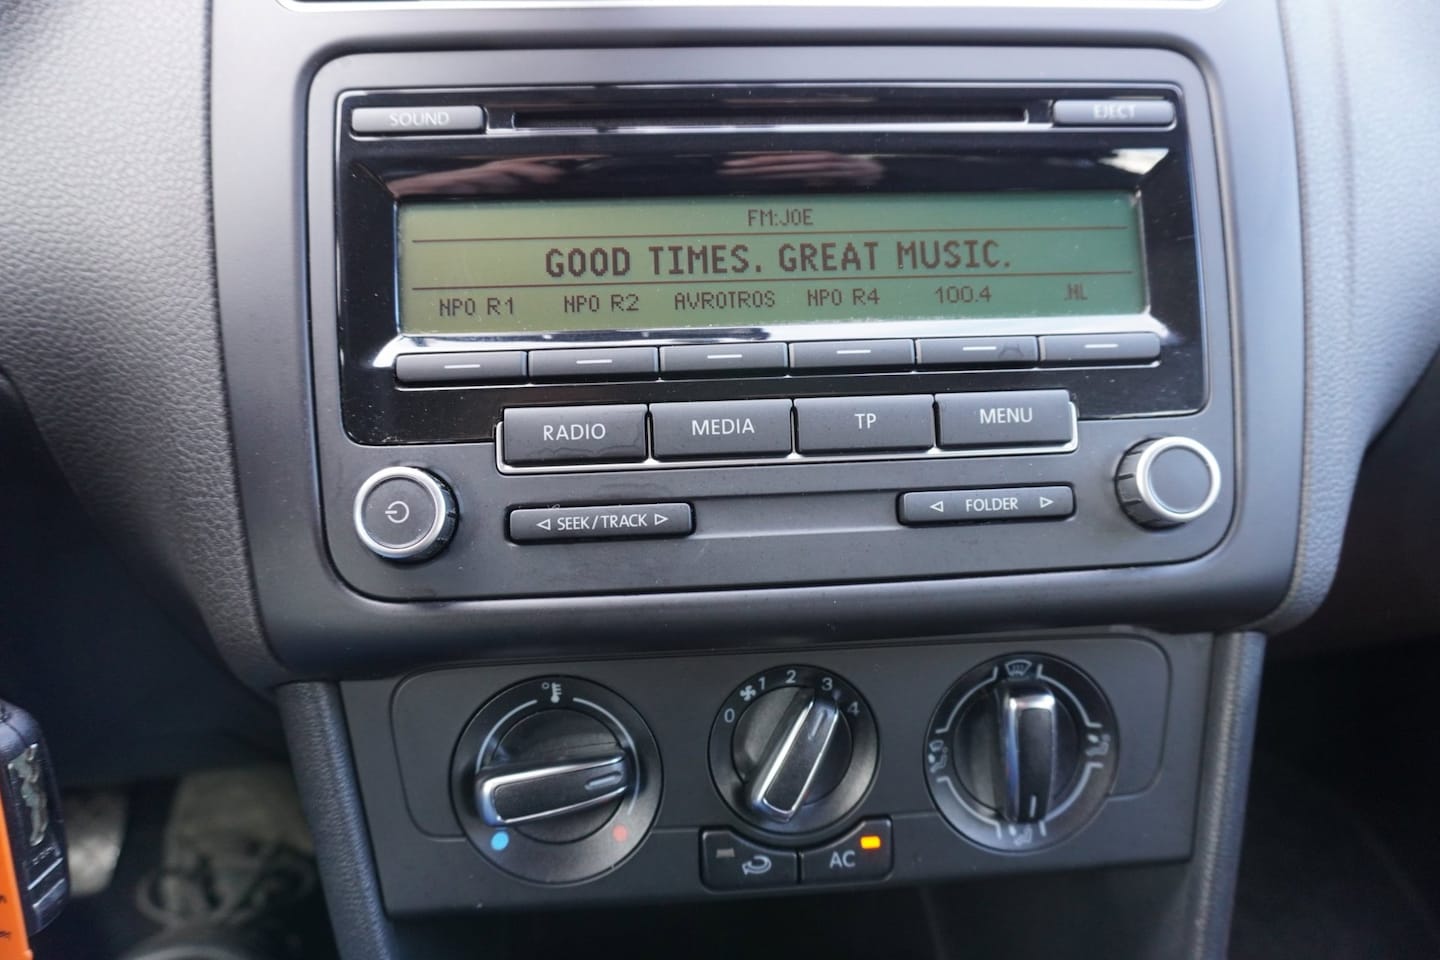 SOUND
EJECT
FM:JOE
GOOD TIMES. GREAT MUSIC.
NPO R1 NPO R2 AVROTROS NPO R4 100.4 .NL
RADIO MEDIA TP MENU
SEEK/TRACK FOLDER
0 1 2 3 4
AC